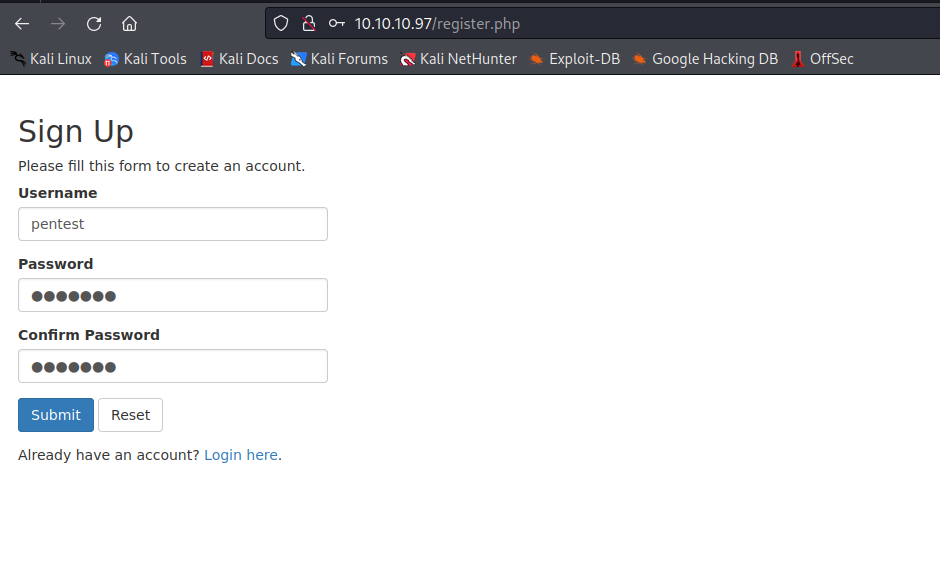 10.10.10.97/register.php
Kali Linux Kali Tools Kali Docs Kali Forums Kali NetHunter Exploit-DB Google Hacking DB OffSec
Sign Up
Please fill this form to create an account.
Username
pentest
Password
●●●●●●●
Confirm Password
●●●●●●●
Submit Reset
Already have an account? Login here.